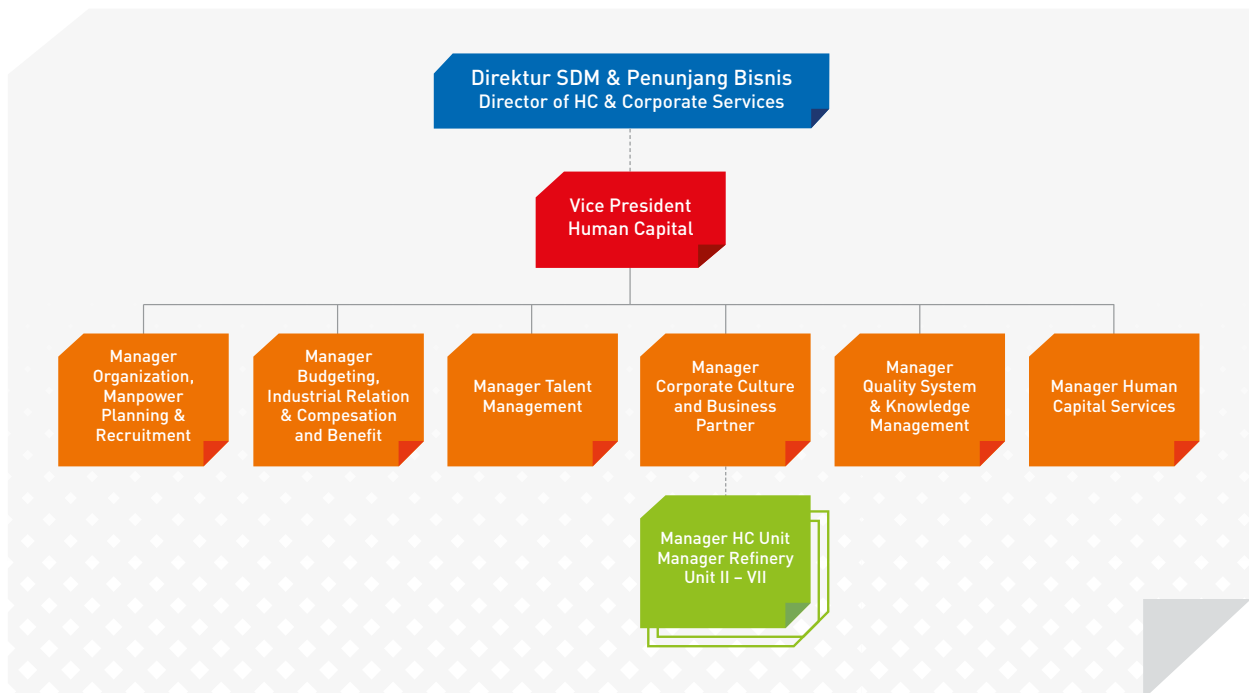 Direktur SDM & Penunjang Bisnis
Director of HC & Corporate Services
Vice President
Human Capital
Manager
Organization,
Manpower
Planning &
Recruitment
Manager
Budgeting,
Industrial Relation
& Compesation
and Benefit
Manager Talent
Management
Manager
Corporate Culture
and Business
Partner
Manager
Quality System
& Knowledge
Management
Manager Human
Capital Services
Manager HC Unit
Manager Refinery
Unit II – VII